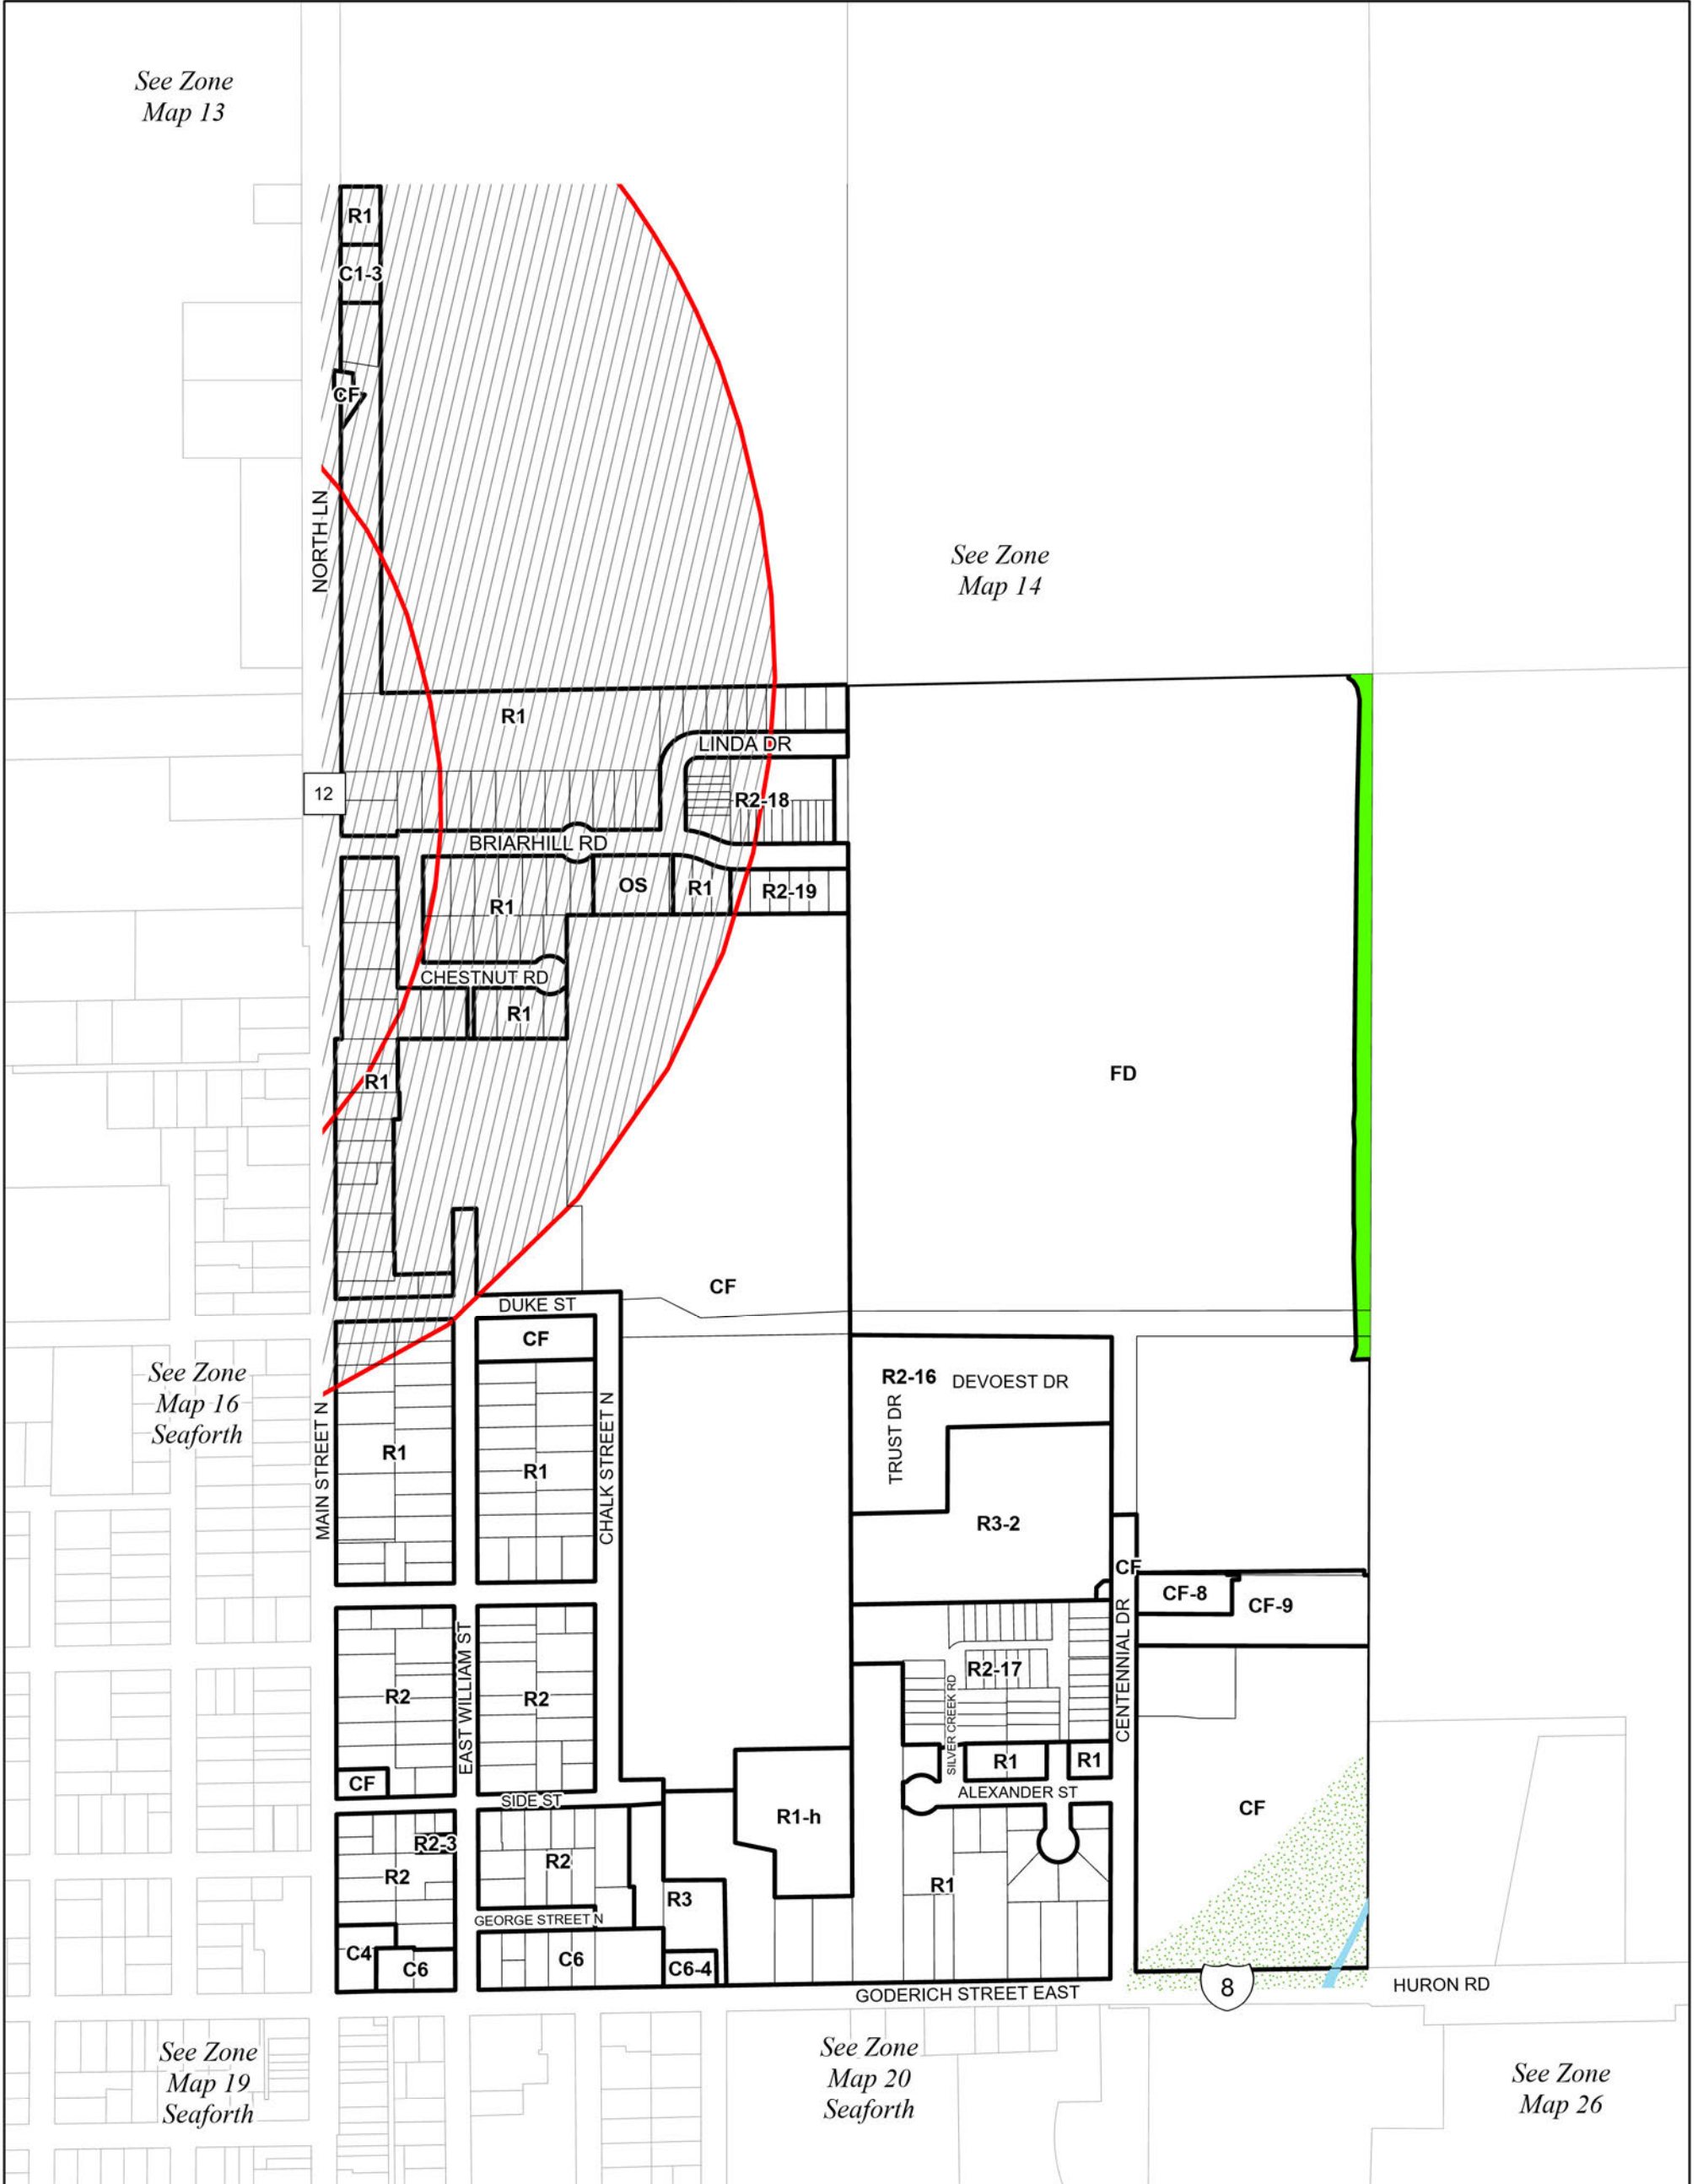 See Zone
Map 13
R1
C1-3
CF
NORTH LN
See Zone
Map 14
R1
LINDA DR
12
R2-18
BRIARHILL RD
OS
R1
R2-19
R1
CHESTNUT RD
R1
FD
R1
CF
DUKE ST
CF
See Zone
Map 16
Seaforth
R2-16
DEVOEST DR
TRUST DR
MAIN STREET N
R1
R1
CHALK STREET N
R3-2
CF
CF-8
CF-9
R2
EAST WILLIAM ST
R2
R2-17
SILVER CREEK RD
CENTENNIAL DR
R1
R1
CF
SIDE ST
ALEXANDER ST
CF
R1-h
R2-3
R2
R2
R3
R1
GEORGE STREET N
C4
C6
C6
C6-4
GODERICH STREET EAST
8
HURON RD
See Zone
Map 19
Seaforth
See Zone
Map 20
Seaforth
See Zone
Map 26